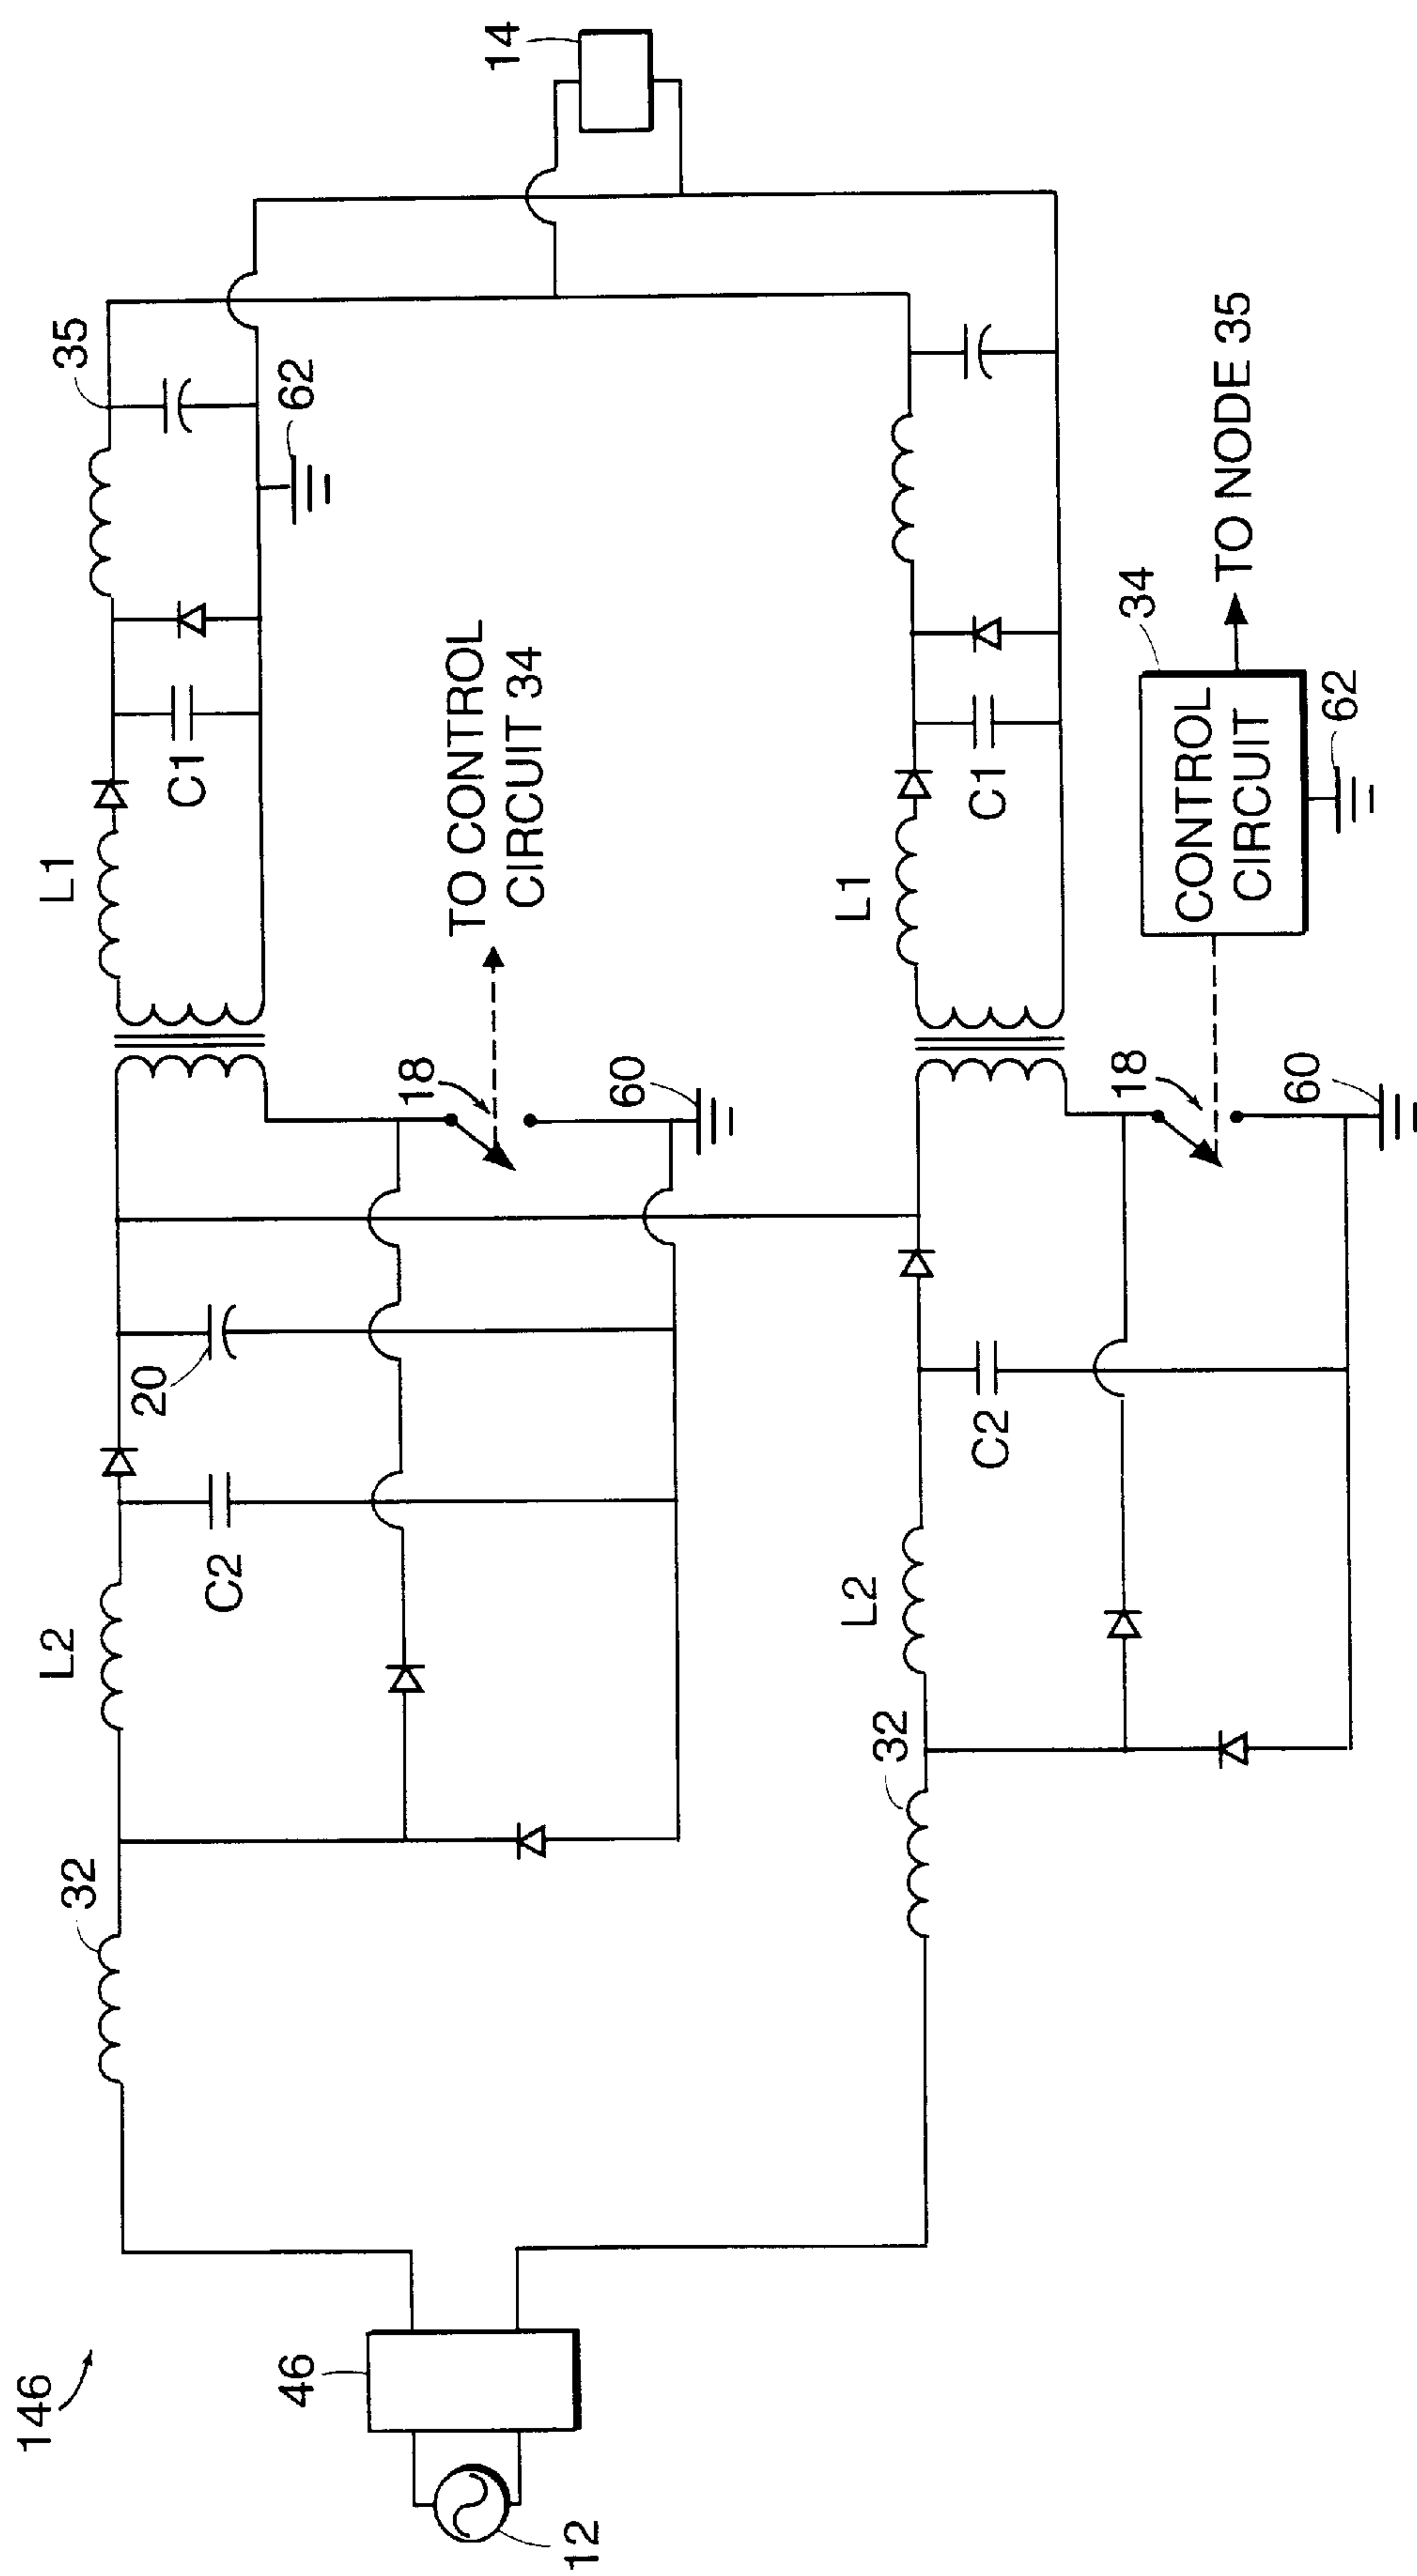 146
12
46
32
L2
C2
20
18
60
TO CONTROL
CIRCUIT 34
L1
C1
35
62
14
32
L2
C2
18
60
L1
C1
CONTROL
CIRCUIT
34
62
TO NODE 35